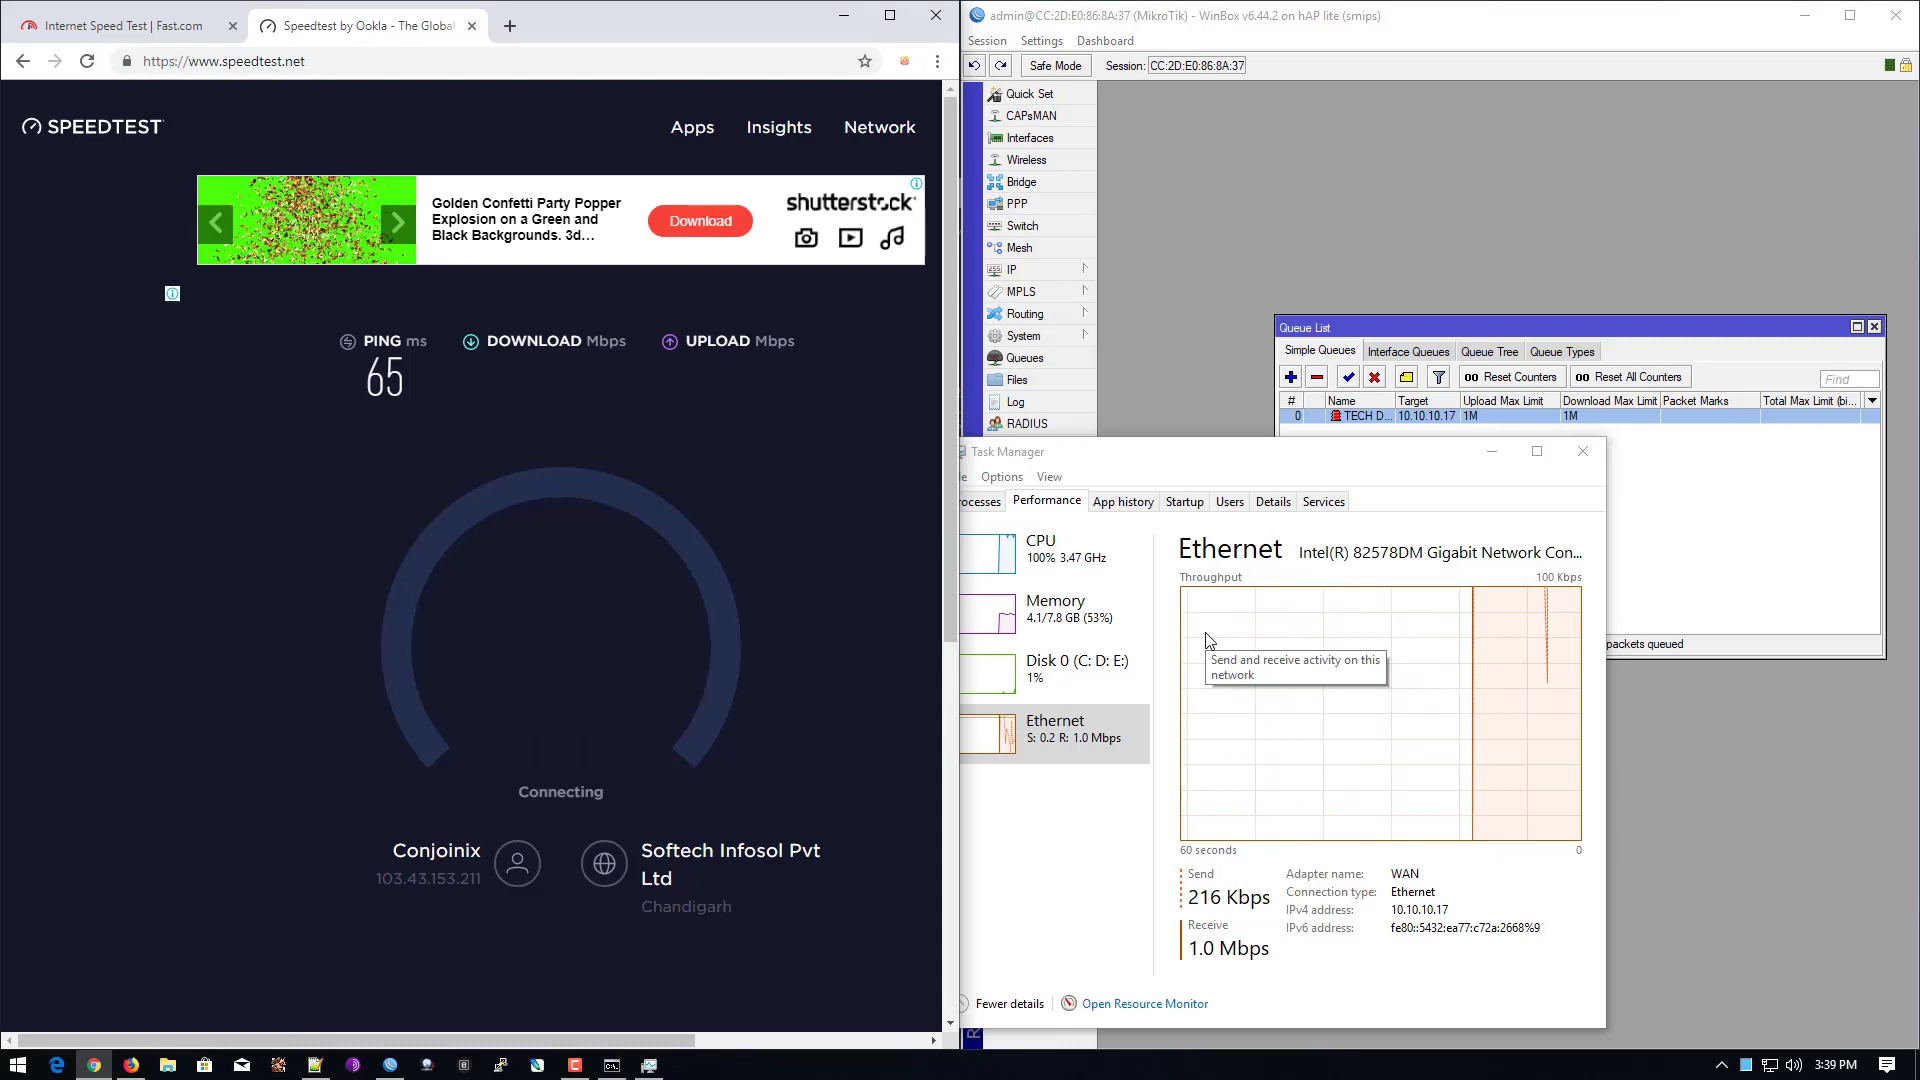 Internet Speed Test | Fast.com
Speedtest by Ookla - The Global
https://www.speedtest.net
SPEEDTEST
Apps
Insights
Network
Golden Confetti Party Popper
Explosion on a Green and
Black Backgrounds. 3d...
Download
shutterstock
PING ms
65
DOWNLOAD Mbps
UPLOAD Mbps
Connecting
Conjoinix
103.43.153.211
Softech Infosol Pvt
Ltd
Chandigarh
admin@CC:2D:E0:86:8A:37 (MikroTik) - WinBox v6.44.2 on hAP lite (smips)
Session Settings Dashboard
Safe Mode Session: CC:2D:E0:86:8A:37
Quick Set
CAPsMAN
Interfaces
Wireless
Bridge
PPP
Switch
Mesh
IP
MPLS
Routing
System
Queues
Files
Log
RADIUS
Queue List
Simple Queues Interface Queues Queue Tree Queue Types
00 Reset Counters 00 Reset All Counters Find
# Name Target Upload Max Limit Download Max Limit Packet Marks Total Max Limit (bi...
0 TECH D... 10.10.10.17 1M 1M
packets queued
Task Manager
le Options View
rocesses Performance App history Startup Users Details Services
CPU
100% 3.47 GHz
Memory
4.1/7.8 GB (53%)
Disk 0 (C: D: E:)
1%
Ethernet
S: 0.2 R: 1.0 Mbps
Ethernet Intel(R) 82578DM Gigabit Network Con...
Throughput 100 Kbps
Send and receive activity on this
network
60 seconds 0
Send
216 Kbps
Receive
1.0 Mbps
Adapter name: WAN
Connection type: Ethernet
IPv4 address: 10.10.10.17
IPv6 address: fe80::5432:ea77:c72a:2668%9
Fewer details Open Resource Monitor
3:39 PM